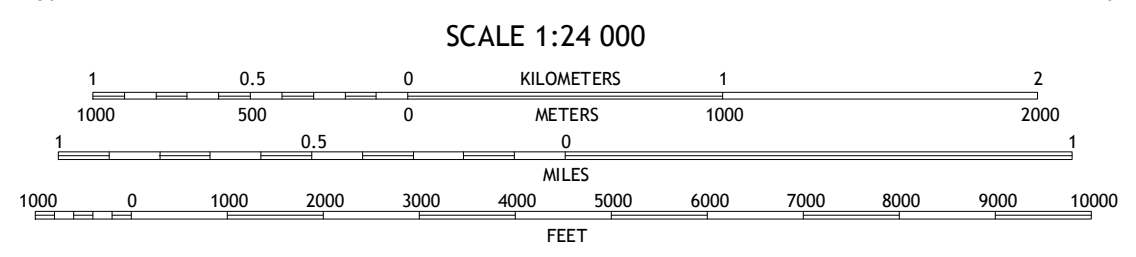 SCALE 1:24 000
1 0.5 0 KILOMETERS 1 2
1000 500 0 METERS 1000 2000
1 0.5 0 1
MILES
1000 0 1000 2000 3000 4000 5000 6000 7000 8000 9000 10000
FEET